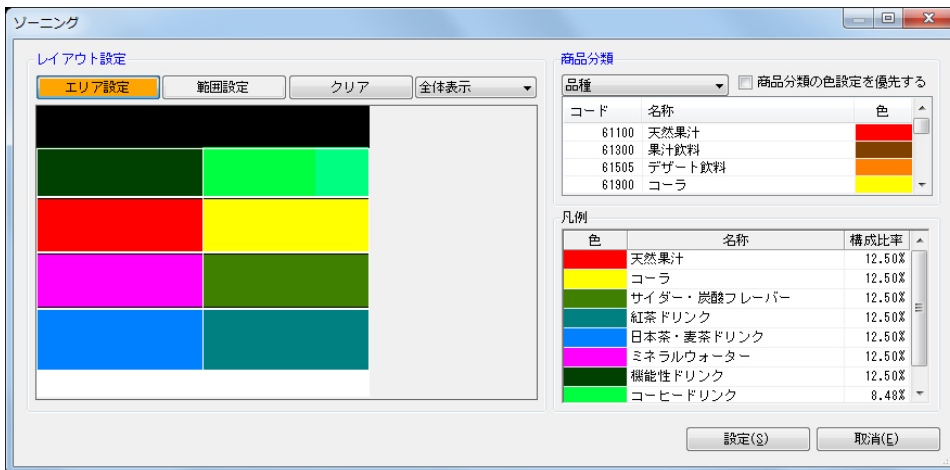 ゾーニング
レイアウト設定
エリア設定 範囲設定 クリア 全体表示
商品分類
品種 商品分類の色設定を優先する
コード 名称 色
61100 天然果汁
61300 果汁飲料
61505 デザート飲料
61900 コーラ
凡例
色 名称 構成比率
天然果汁 12.50%
コーラ 12.50%
サイダー・炭酸フレーバー 12.50%
紅茶ドリンク 12.50%
日本茶・麦茶ドリンク 12.50%
ミネラルウォーター 12.50%
機能性ドリンク 12.50%
コーヒードリンク 8.48%
設定(S) 取消(E)